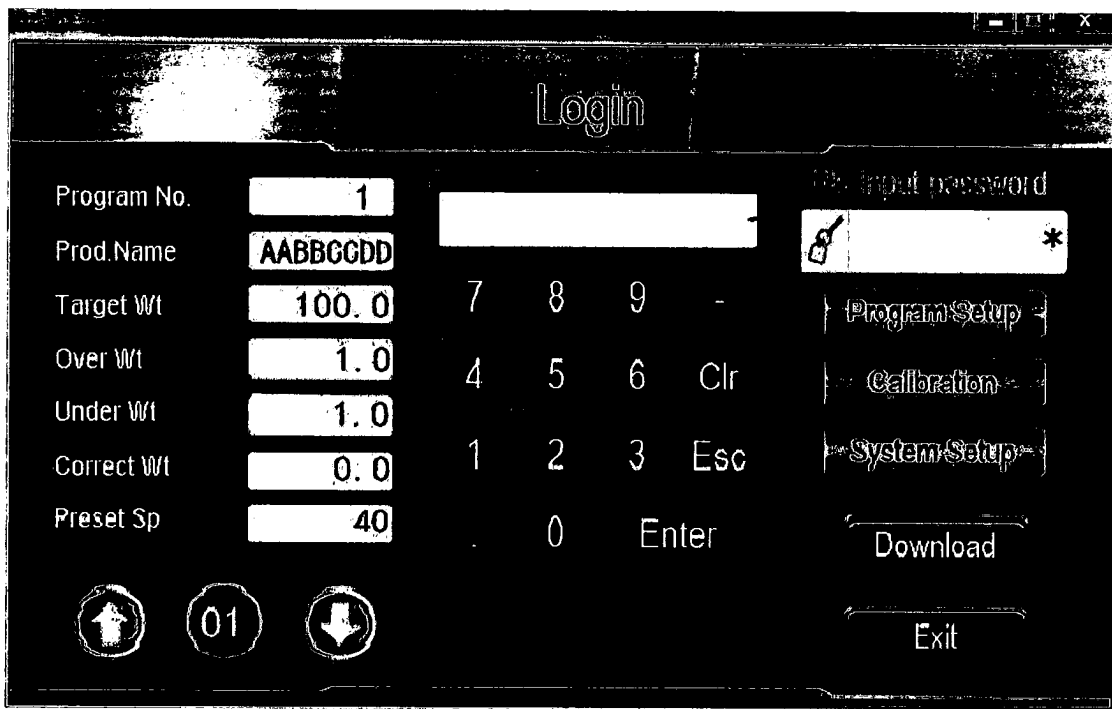 Login
Program No. 1
Prod.Name AABBCCDD
Target Wt 100. 0
Over Wt 1. 0
Under Wt 1. 0
Correct Wt 0. 0
Preset Sp 40
01
7 8 9 -
4 5 6 Clr
1 2 3 Esc
. 0 Enter
input password
*
Program Setup
Calibration
System Setup
Download
Exit